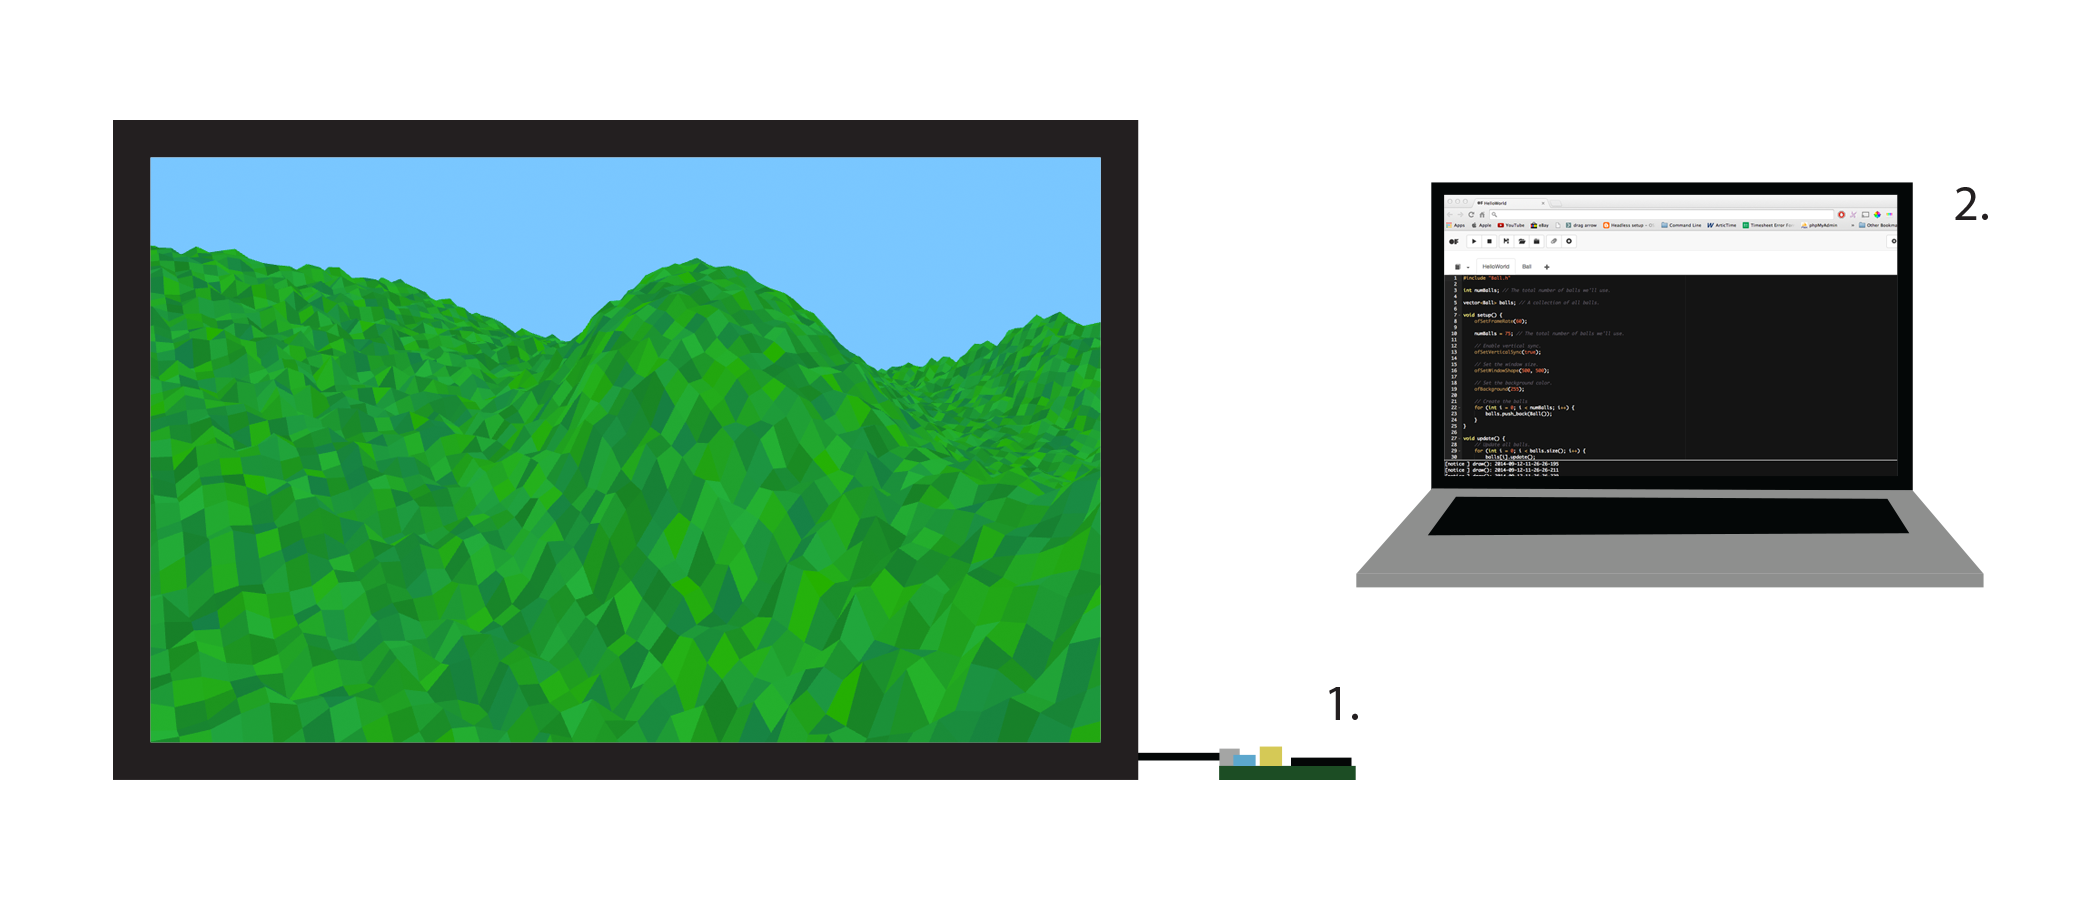 2.
HelloWorld
Apps Apple YouTube eBay drag arrow Headless setup Command Line ArticTime Timesheet Error phpMyAdmin » Other Bookma
OF
HelloWorld Ball +
1 #include "Ball.h"
2
3 int numBalls; // The total number of balls we'll use.
4
5 vector<Ball> balls; // A collection of all balls.
6
7 void setup() {
8 ofSetFrameRate(60);
9
10 numBalls = 75; // The total number of balls we'll use.
11
12 // Enable vertical sync.
13 ofSetVerticalSync(true);
14
15 // Set the window size.
16 ofSetWindowShape(500, 500);
17
18 // Set the background color.
19 ofBackground(255);
20
21 // Create the balls
22 for (int i = 0; i < numBalls; i++) {
23 balls.push_back(Ball());
24 }
25 }
26
27 void update() {
28 // Update all balls.
29 for (int i = 0; i < balls.size(); i++) {
30 balls[i].update();
[notice ] draw(): 2014-09-12-11-26-26-195
[notice ] draw(): 2014-09-12-11-26-26-211
1.